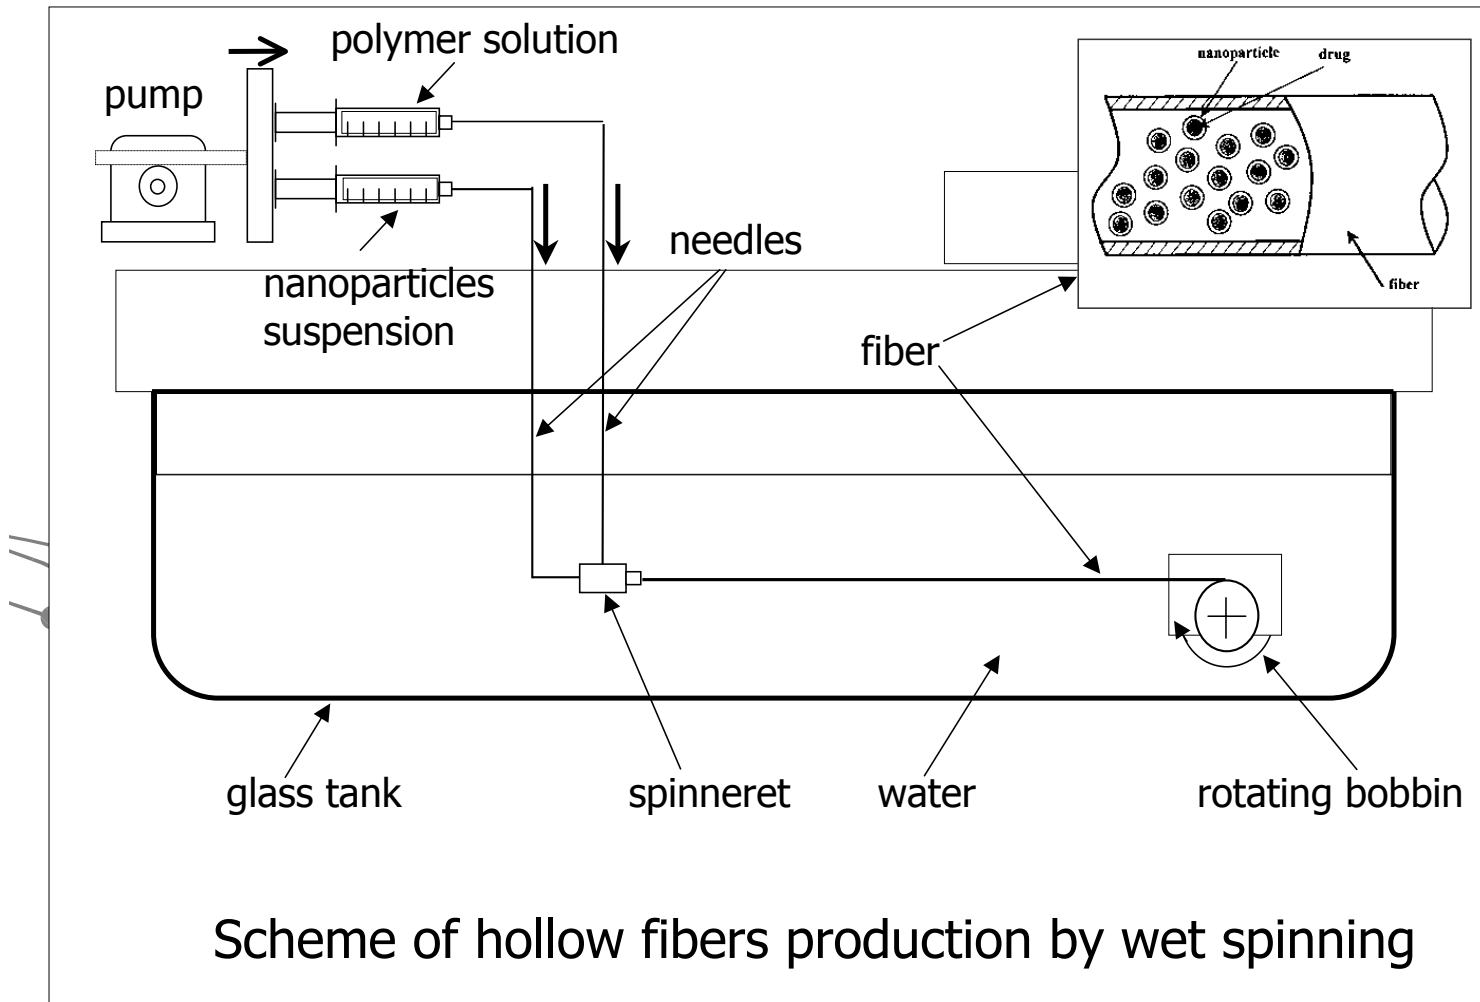 polymer solution
pump
nanoparticle
drug
needles
nanoparticles
suspension
fiber
fiber
glass tank
spinneret
water
rotating bobbin
Scheme of hollow fibers production by wet spinning